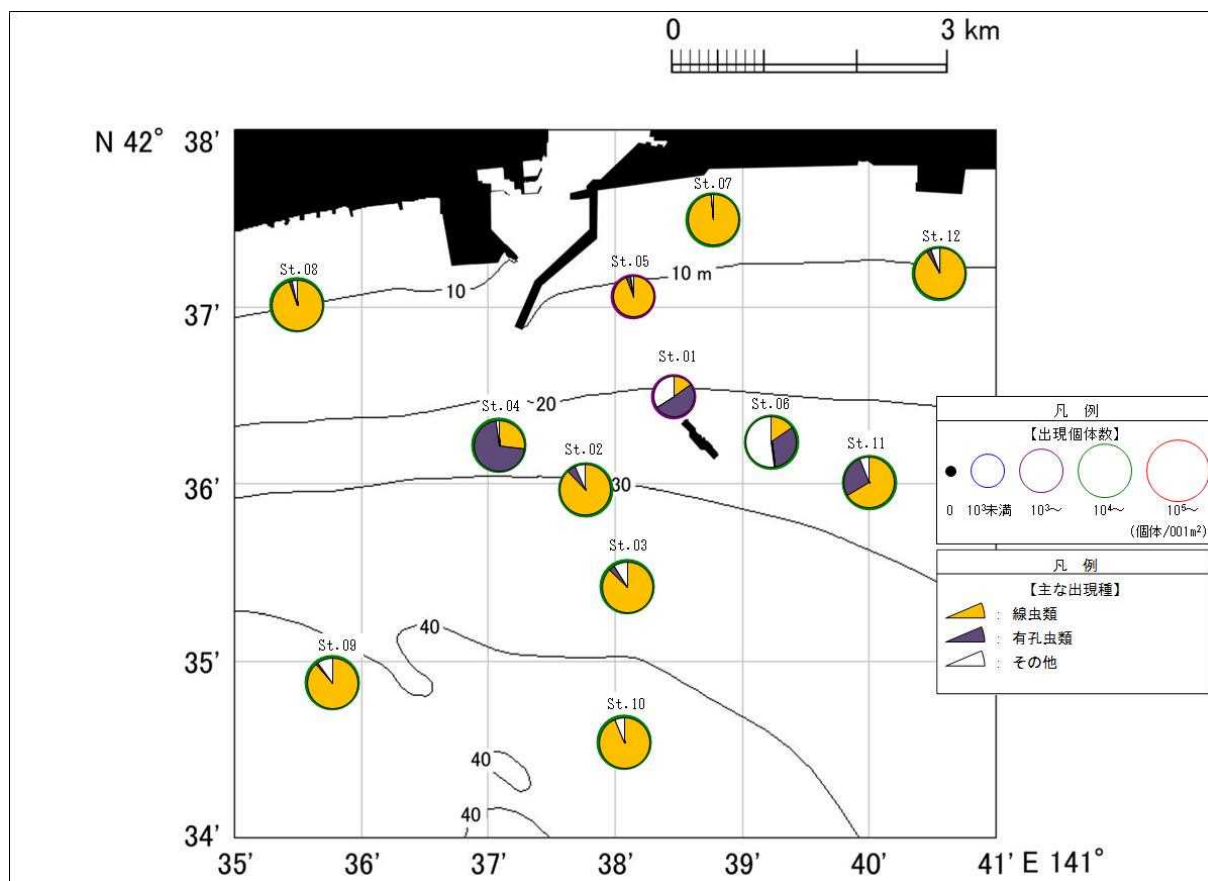 0 3 km
N 42° 38'
37'
36'
35'
34'
35' 36' 37' 38' 39' 40' 41' E 141°
St.07
St.12
St.05
St.08
10 m
10
St.01
St.04
20
St.06
St.02
St.11
30
St.03
40
St.09
St.10
40
40
凡 例
【出現個体数】
0 10³未満 10³～ 10⁴～ 10⁵～
(個体/001m²)
凡 例
【主な出現種】
： 線虫類
： 有孔虫類
： その他